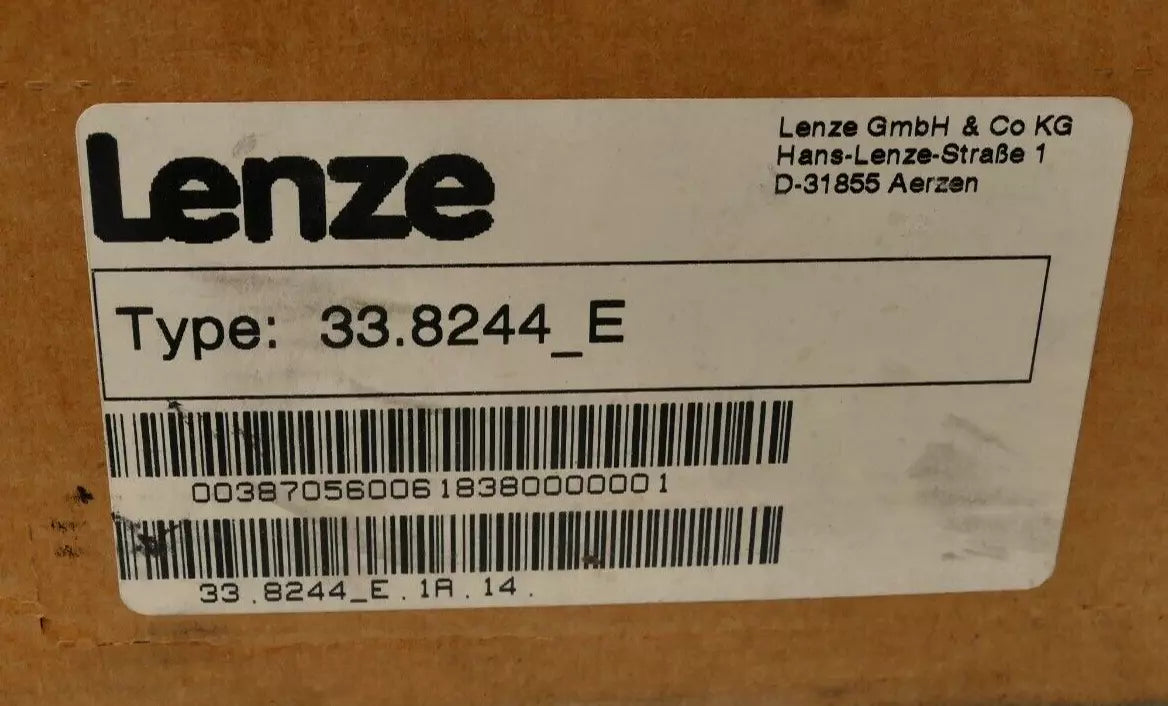 Lenze
Lenze GmbH & Co KG
Hans-Lenze-Straße 1
D-31855 Aerzen
Type: 33.8244_E
00387056006183800000001
33.8244_E.1A.14.